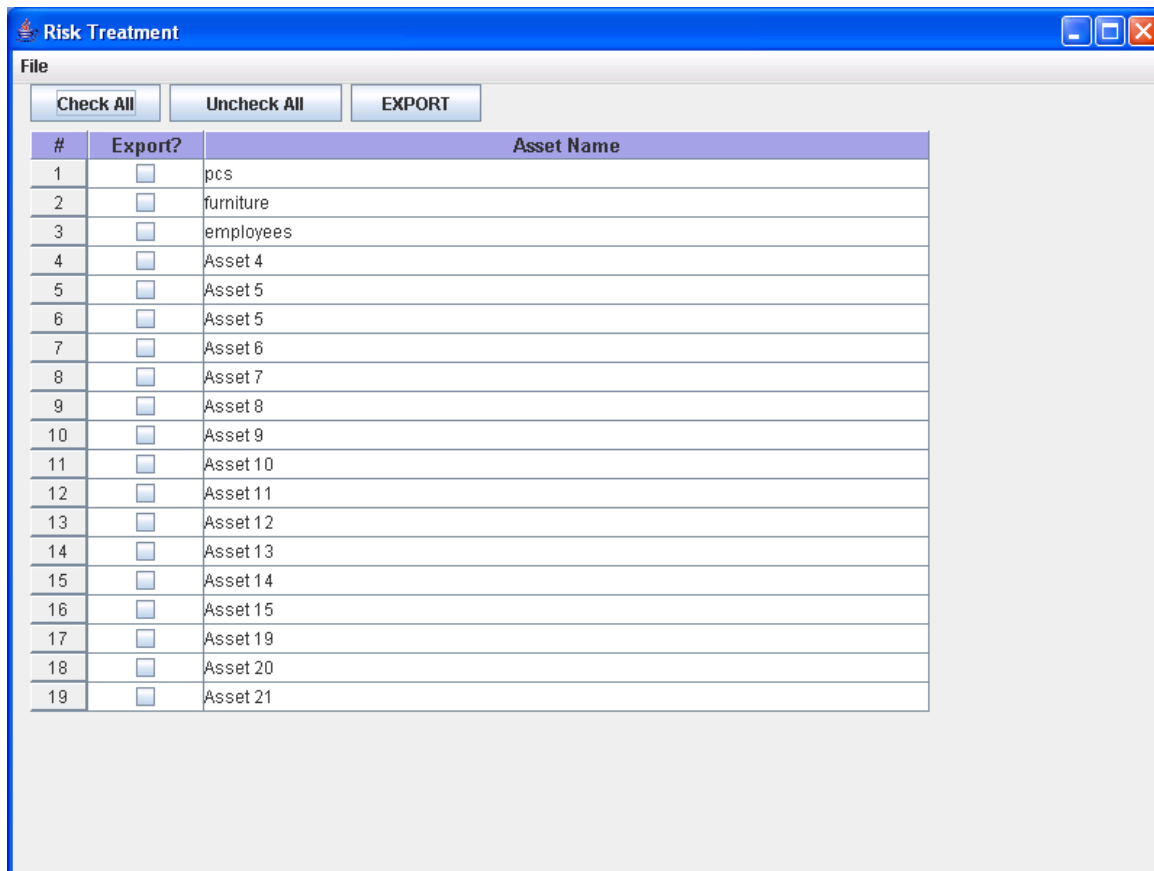 Risk Treatment
File
Check All Uncheck All EXPORT
# Export? Asset Name
1 pcs
2 furniture
3 employees
4 Asset 4
5 Asset 5
6 Asset 5
7 Asset 6
8 Asset 7
9 Asset 8
10 Asset 9
11 Asset 10
12 Asset 11
13 Asset 12
14 Asset 13
15 Asset 14
16 Asset 15
17 Asset 19
18 Asset 20
19 Asset 21